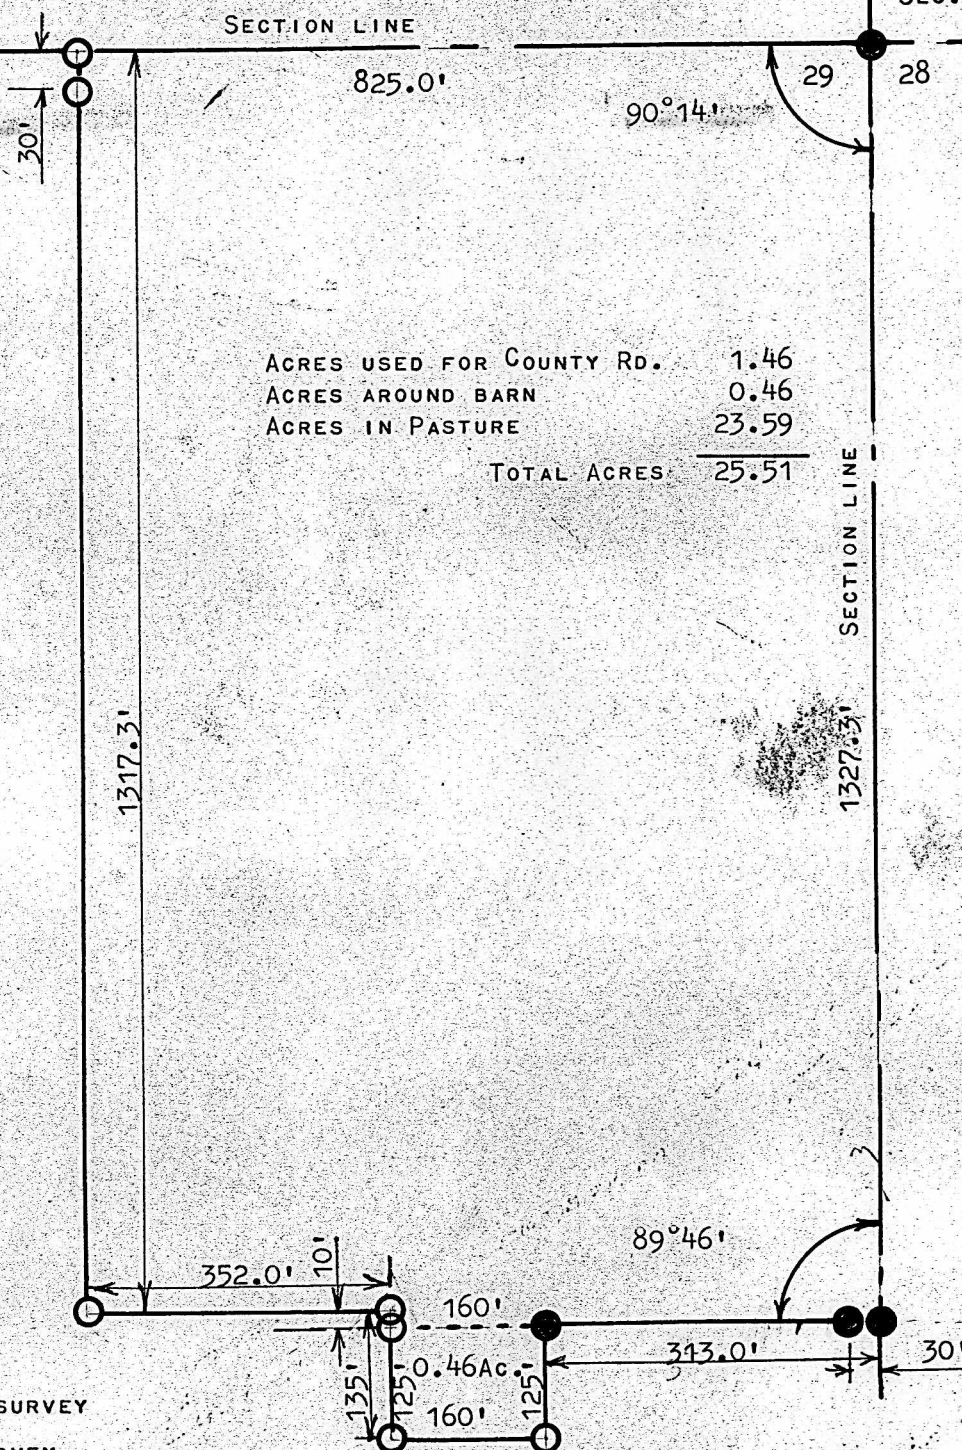 SECTION LINE
825.0'
29
28
90°14'
30'
ACRES USED FOR COUNTY RD. 1.46
ACRES AROUND BARN 0.46
ACRES IN PASTURE 23.59
TOTAL ACRES 25.51
SECTION LINE
1317.3'
1327.3'
89°46'
352.0'
10'
160'
313.0'
30'
0.46AC.
135'
125'
125'
160'
SURVEY